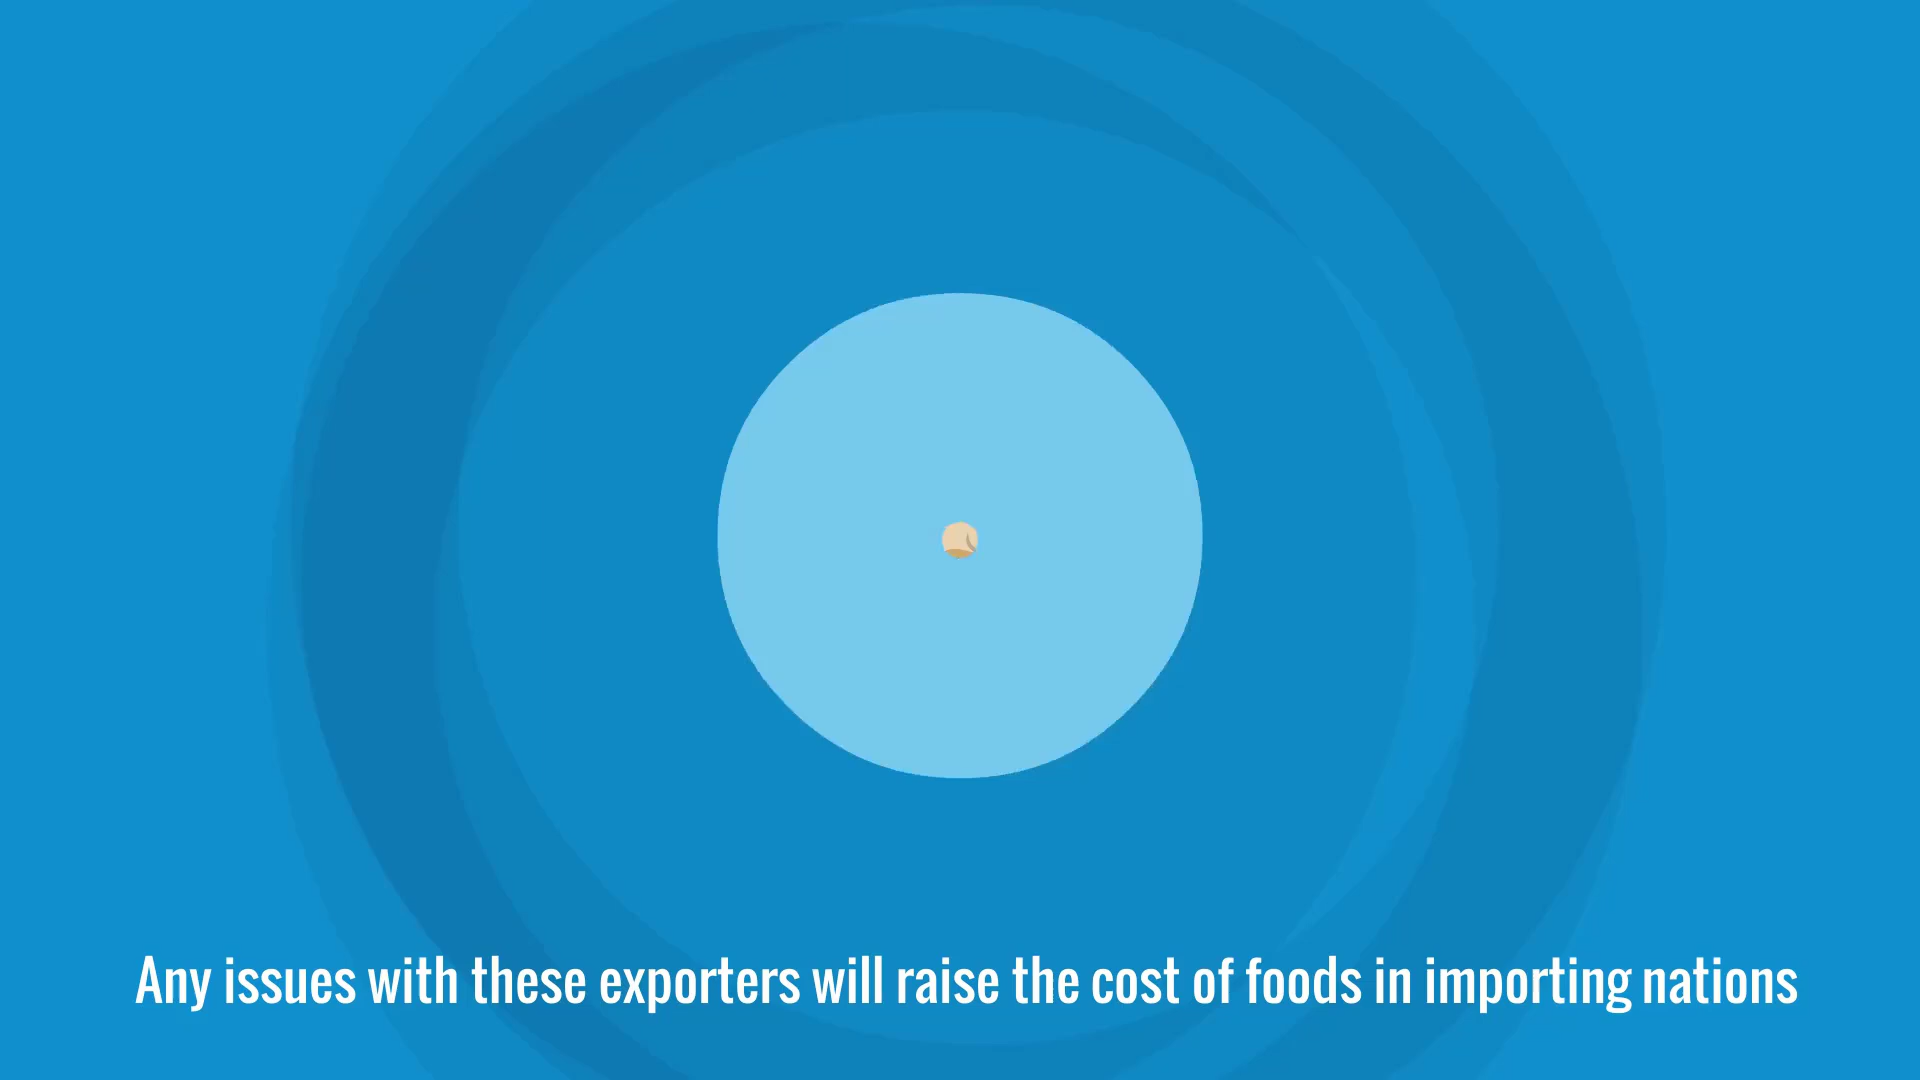 Any issues with these exporters will raise the cost of foods in importing nations